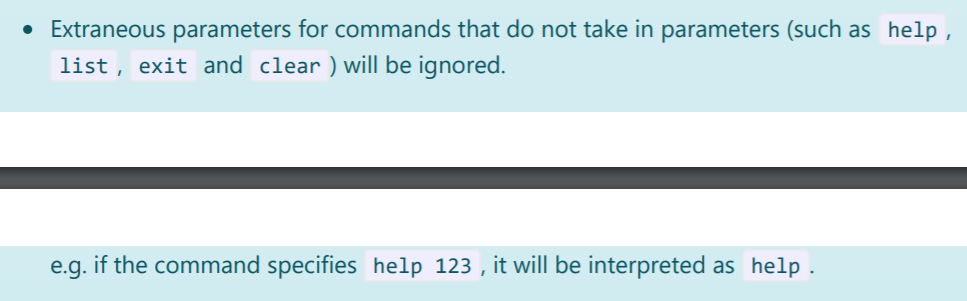 • Extraneous parameters for commands that do not take in parameters (such as help,
list, exit and clear) will be ignored.
e.g. if the command specifies help 123, it will be interpreted as help.